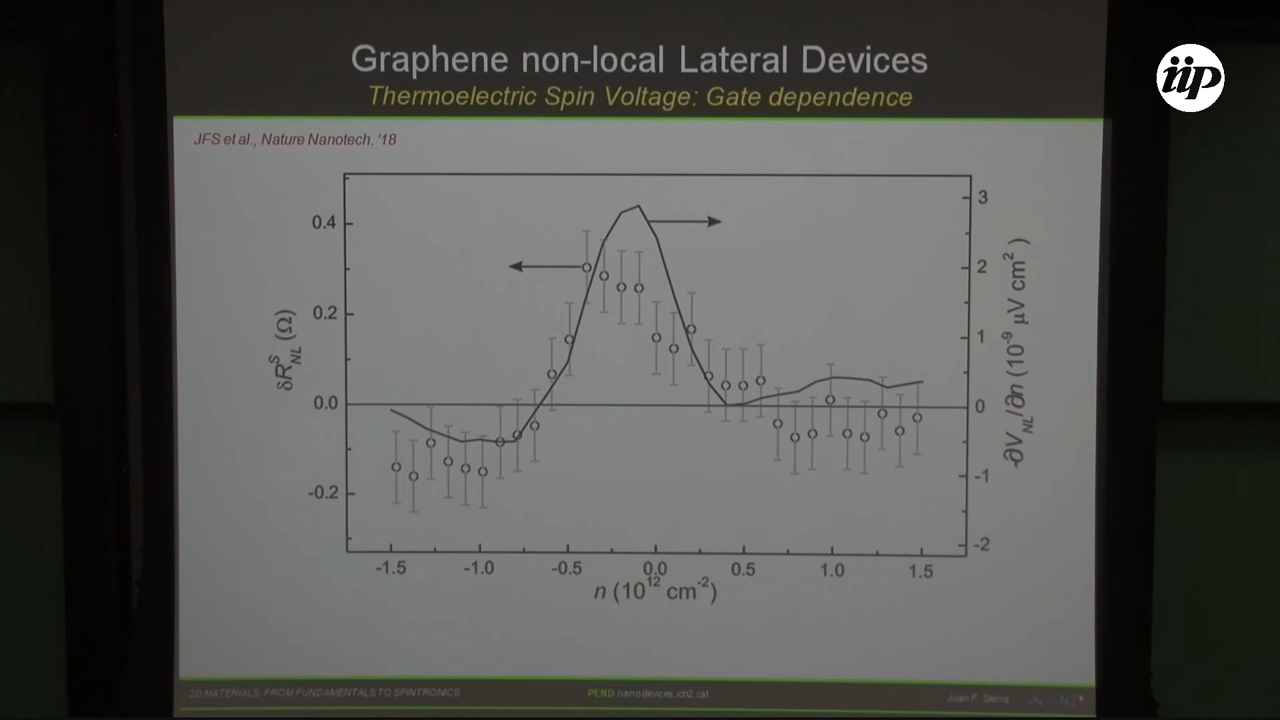 Graphene non-local Lateral Devices
Thermoelectric Spin Voltage: Gate dependence
iip
JFS et al., Nature Nanotech. '18
0.4
0.2
0.0
-0.2
δR^S_NL (Ω)
3
2
1
0
-1
-2
-∂V_NL/∂n (10^-9 μV cm^2)
-1.5 -1.0 -0.5 0.0 0.5 1.0 1.5
n (10^12 cm^-2)
2D MATERIALS: FROM FUNDAMENTALS TO SPINTRONICS
PEND nanodevices.icn2.cat
Juan F. Sierra